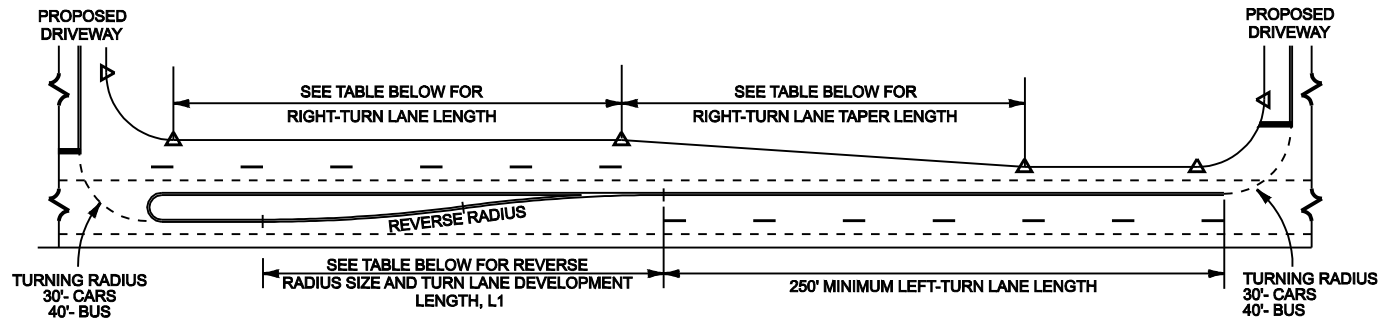 PROPOSED
DRIVEWAY
PROPOSED
DRIVEWAY
SEE TABLE BELOW FOR
RIGHT-TURN LANE LENGTH
SEE TABLE BELOW FOR
RIGHT-TURN LANE TAPER LENGTH
REVERSE RADIUS
TURNING RADIUS
30'- CARS
40'- BUS
SEE TABLE BELOW FOR REVERSE
RADIUS SIZE AND TURN LANE DEVELOPMENT
LENGTH, L1
250' MINIMUM LEFT-TURN LANE LENGTH
TURNING RADIUS
30'- CARS
40'- BUS